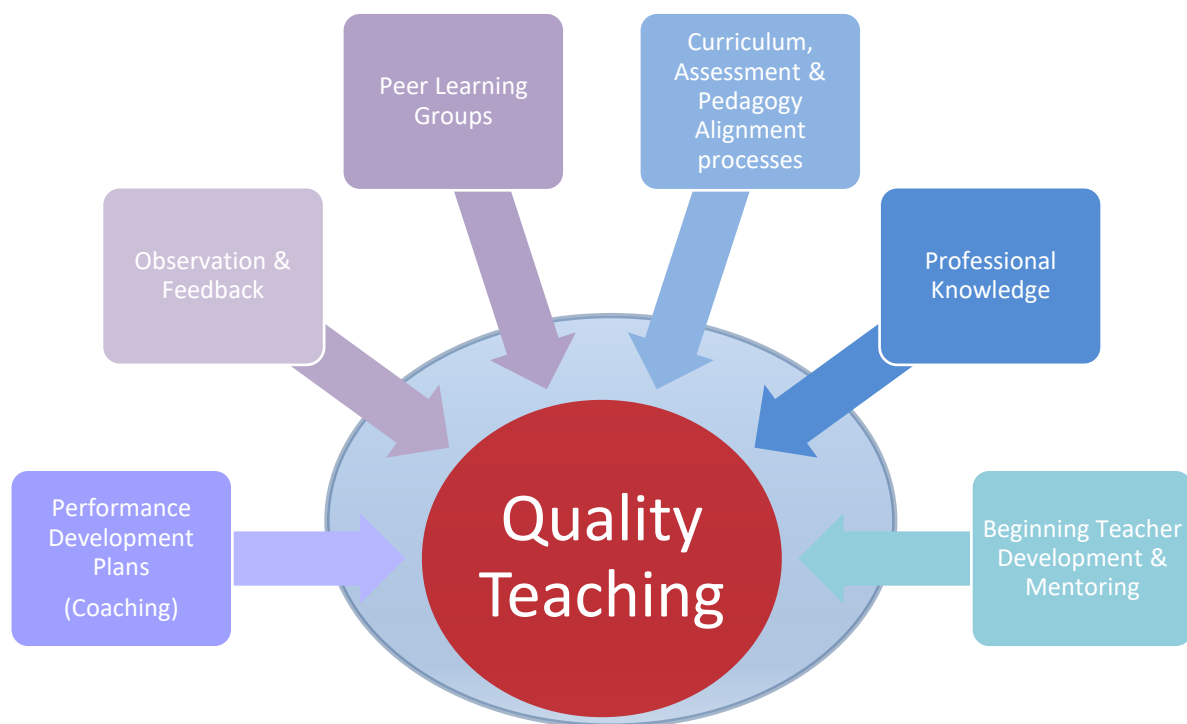 Curriculum,
Assessment &
Pedagogy
Alignment
processes
Peer Learning
Groups
Observation &
Feedback
Professional
Knowledge
Performance
Development
Plans
(Coaching)
Quality
Teaching
Beginning Teacher
Development &
Mentoring